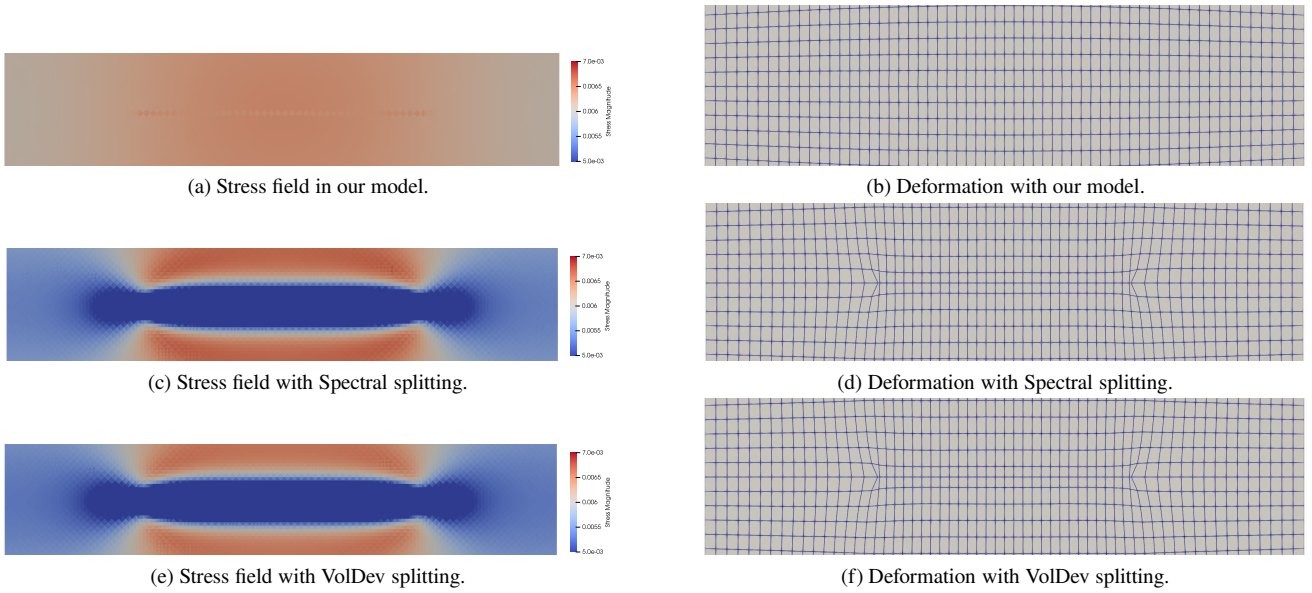 7.0e-03
0.0065
0.006
0.0055
5.0e-03
Stress Magnitude
(a) Stress field in our model.
(b) Deformation with our model.
7.0e-03
0.0065
0.006
0.0055
5.0e-03
Stress Magnitude
(c) Stress field with Spectral splitting.
(d) Deformation with Spectral splitting.
7.0e-03
0.0065
0.006
0.0055
5.0e-03
Stress Magnitude
(e) Stress field with VolDev splitting.
(f) Deformation with VolDev splitting.